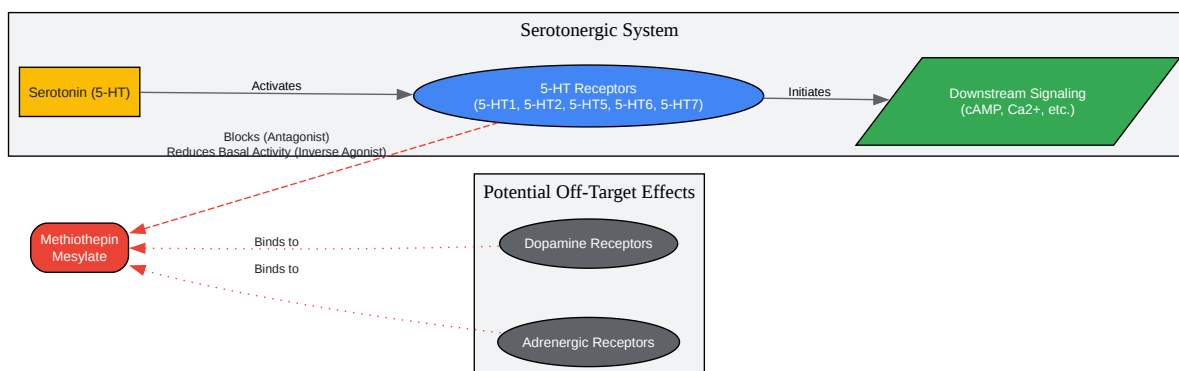 Serotonergic System
Serotonin (5-HT)
Activates
5-HT Receptors
(5-HT1, 5-HT2, 5-HT5, 5-HT6, 5-HT7)
Initiates
Downstream Signaling
(cAMP, Ca2+, etc.)
Blocks (Antagonist)
Reduces Basal Activity (Inverse Agonist)
Potential Off-Target Effects
Methiothepin
Mesylate
Binds to
Dopamine Receptors
Binds to
Adrenergic Receptors